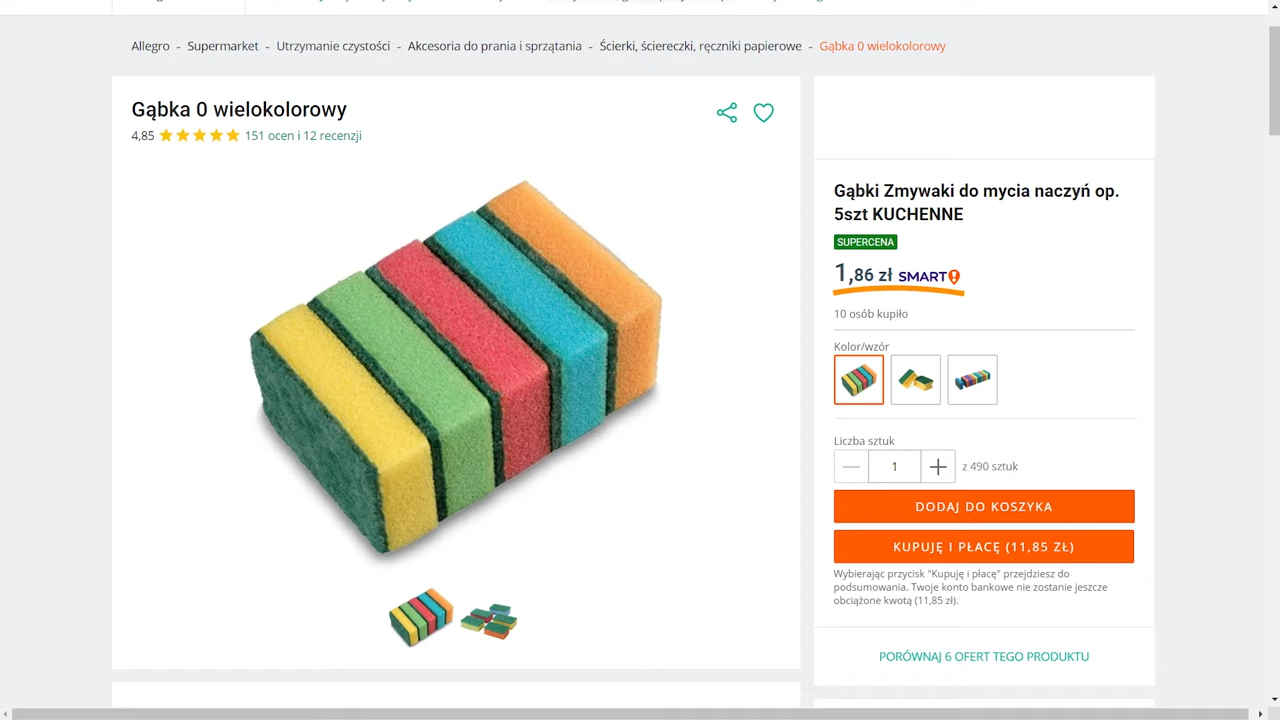 Allegro - Supermarket - Utrzymanie czystości - Akcesoria do prania i sprzątania - Ścierki, ściereczki, ręczniki papierowe - Gąbka 0 wielokolorowy
Gąbka 0 wielokolorowy
4,85 151 ocen i 12 recenzji
Gąbki Zmywaki do mycia naczyń op.
5szt KUCHENNE
SUPERCENA
1,86 zł SMART!
10 osób kupiło
Kolor/wzór
Liczba sztuk
1
z 490 sztuk
DODAJ DO KOSZYKA
KUPUJĘ I PŁACĘ (11,85 ZŁ)
Wybierając przycisk "Kupuję i płacę" przejdziesz do
podsumowania. Twoje konto bankowe nie zostanie jeszcze
obciążone kwotą (11,85 zł).
PORÓWNAJ 6 OFERT TEGO PRODUKTU